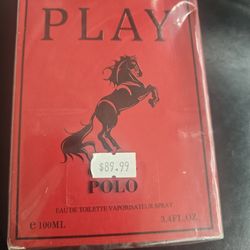 PLAY
$89.99
POLO
EAU DE TOILETTE VAPORISATEUR SPRAY
℮100ML 3.4FL.OZ.